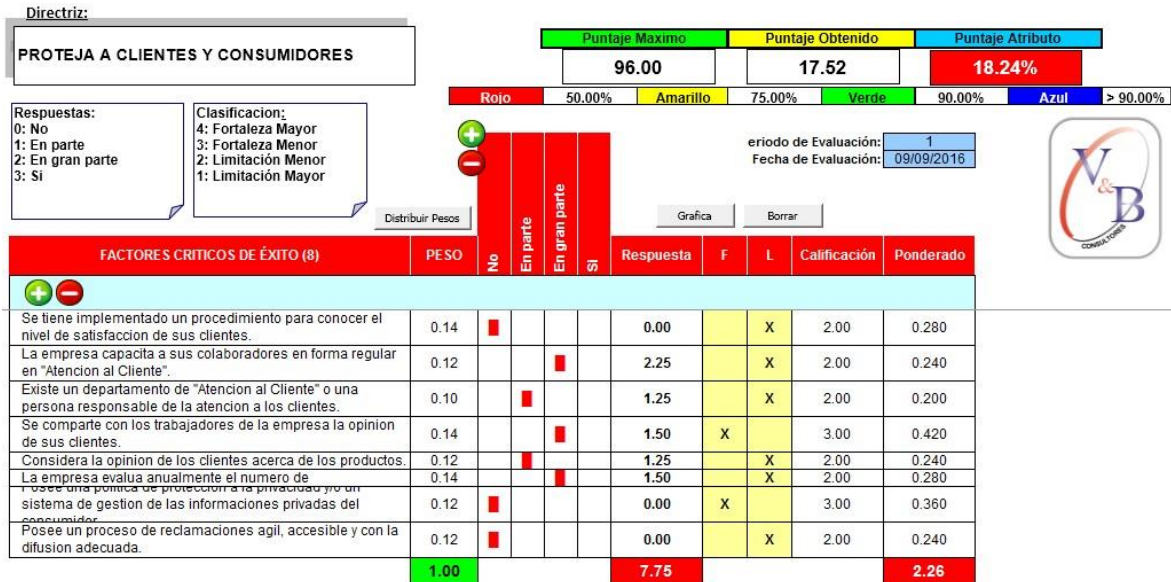 Directriz:
PROTEJA A CLIENTES Y CONSUMIDORES
Puntaje Maximo Puntaje Obtenido Puntaje Atributo
96.00 17.52 18.24%
Rojo 50.00% Amarillo 75.00% Verde 90.00% Azul > 90.00%
Respuestas:
0: No
1: En parte
2: En gran parte
3: Si
Clasificacion:
4: Fortaleza Mayor
3: Fortaleza Menor
2: Limitación Menor
1: Limitación Mayor
eriodo de Evaluación: 1
Fecha de Evaluación: 09/09/2016
V&B
CONSULTORES
Distribuir Pesos
Grafica
Borrar
FACTORES CRITICOS DE ÉXITO (8) PESO No En parte En gran parte Si Respuesta F L Calificación Ponderado
Se tiene implementado un procedimiento para conocer el
nivel de satisfaccion de sus clientes.
0.14 0.00 X 2.00 0.280
La empresa capacita a sus colaboradores en forma regular
en "Atencion al Cliente".
0.12 2.25 X 2.00 0.240
Existe un departamento de "Atencion al Cliente" o una
persona responsable de la atencion a los clientes.
0.10 1.25 X 2.00 0.200
Se comparte con los trabajadores de la empresa la opinion
de sus clientes.
0.14 1.50 X 3.00 0.420
Considera la opinion de los clientes acerca de los productos.
0.12 1.25 X 2.00 0.240
La empresa evalua anualmente el numero de
0.14 1.50 X 2.00 0.280
Posee una politica de proteccion a la privacidad y/o un
sistema de gestion de las informaciones privadas del
consumidor.
0.12 0.00 X 3.00 0.360
Posee un proceso de reclamaciones agil, accesible y con la
difusion adecuada.
0.12 0.00 X 2.00 0.240
1.00 7.75 2.26